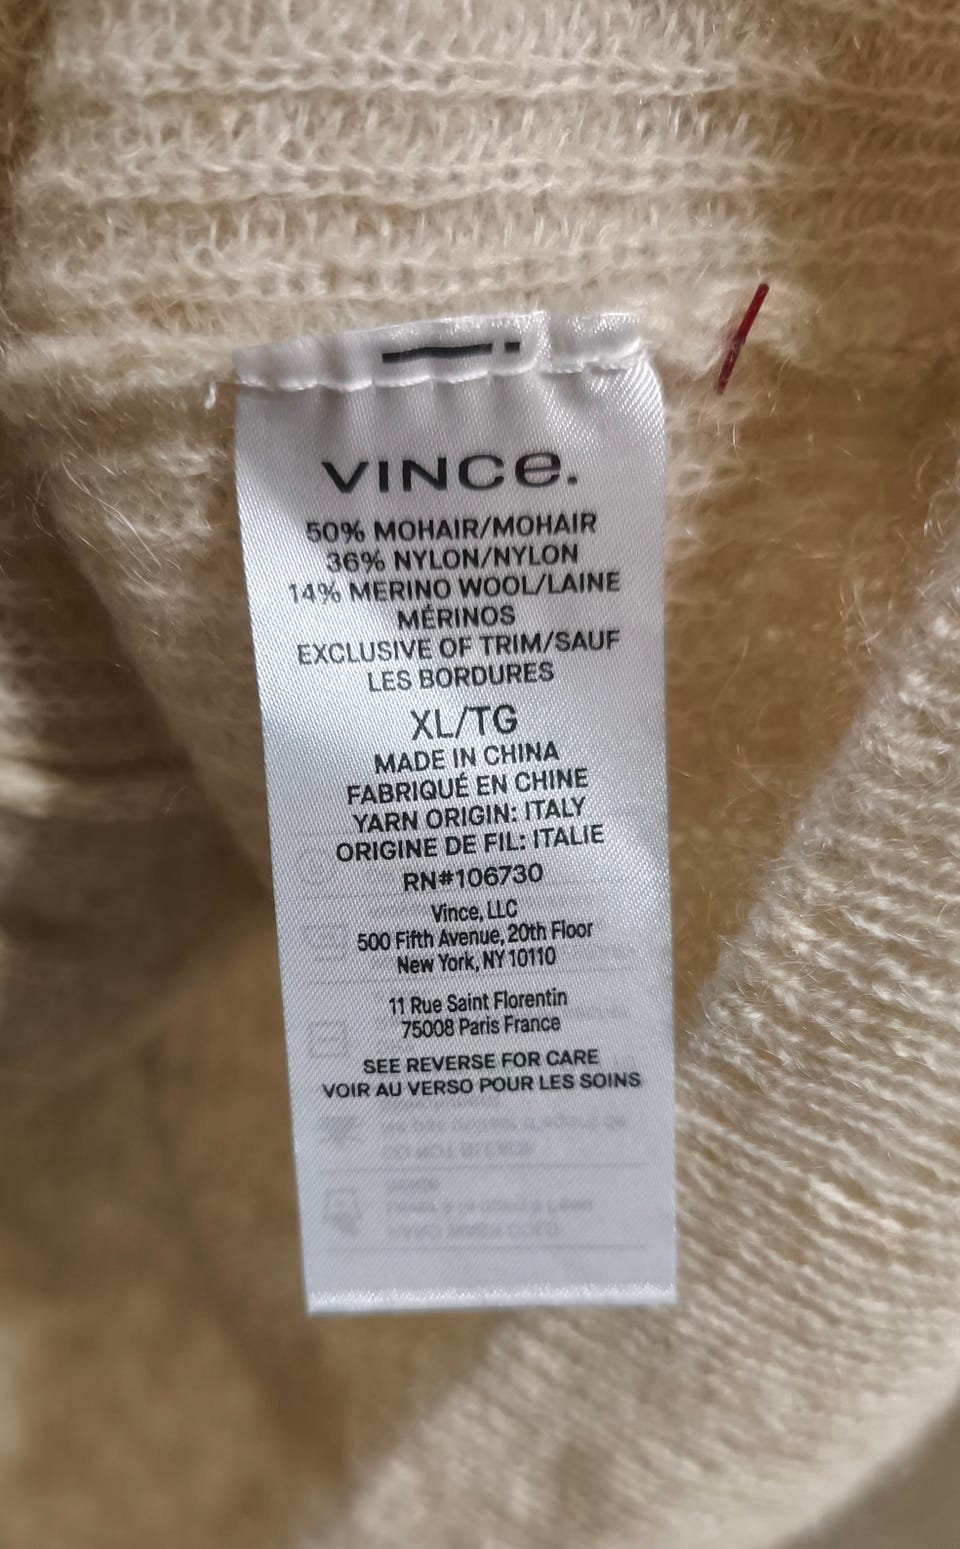 VINCE.
50% MOHAIR/MOHAIR
36% NYLON/NYLON
14% MERINO WOOL/LAINE
MÉRINOS
EXCLUSIVE OF TRIM/SAUF
LES BORDURES
XL/TG
MADE IN CHINA
FABRIQUÉ EN CHINE
YARN ORIGIN: ITALY
ORIGINE DE FIL: ITALIE
RN#106730
Vince, LLC
500 Fifth Avenue, 20th Floor
New York, NY 10110
11 Rue Saint Florentin
75008 Paris France
SEE REVERSE FOR CARE
VOIR AU VERSO POUR LES SOINS